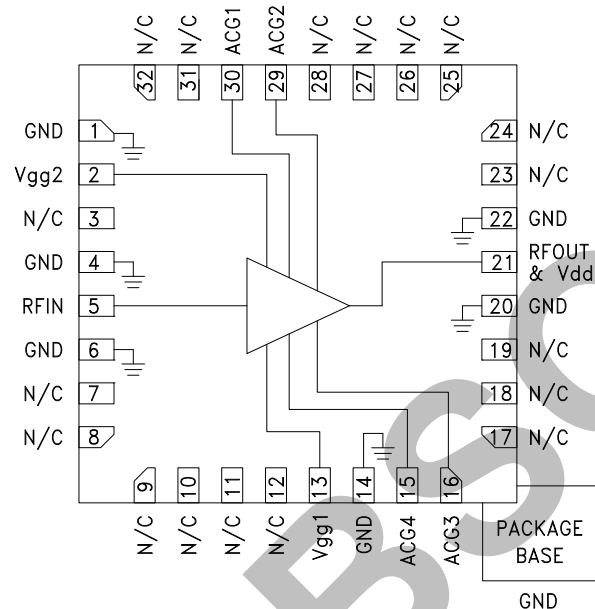 N/C
N/C
ACG1
ACG2
N/C
N/C
N/C
N/C
32
31
30
29
28
27
26
25
GND 1
Vgg2 2
N/C 3
GND 4
RFIN 5
GND 6
N/C 7
N/C 8
24 N/C
23 N/C
22 GND
21 RFOUT
& Vdd
20 GND
19 N/C
18 N/C
17 N/C
9
10
11
12
13
14
15
16
N/C
N/C
N/C
N/C
Vgg1
GND
ACG4
ACG3
PACKAGE
BASE
GND
BSO